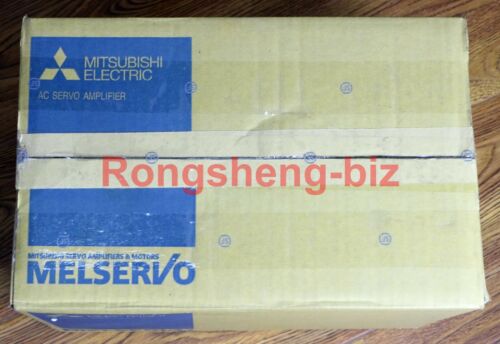 MITSUBISHI
ELECTRIC
AC SERVO AMPLIFIER
Rongsheng-biz
MITSUBISHI SERVO AMPLIFIERS & MOTORS
MELSERVO